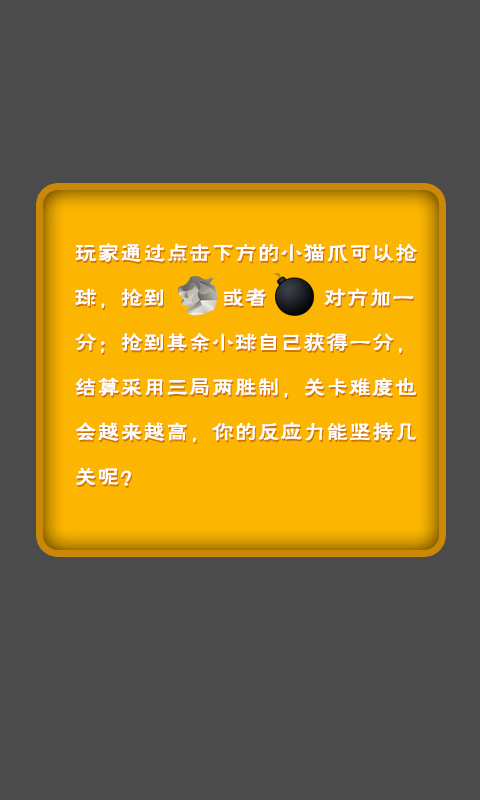 玩家通过点击下方的小猫爪可以抢
球，抢到 或者 对方加一
分；抢到其余小球自己获得一分，
结算采用三局两胜制，关卡难度也
会越来越高，你的反应力能坚持几
关呢？